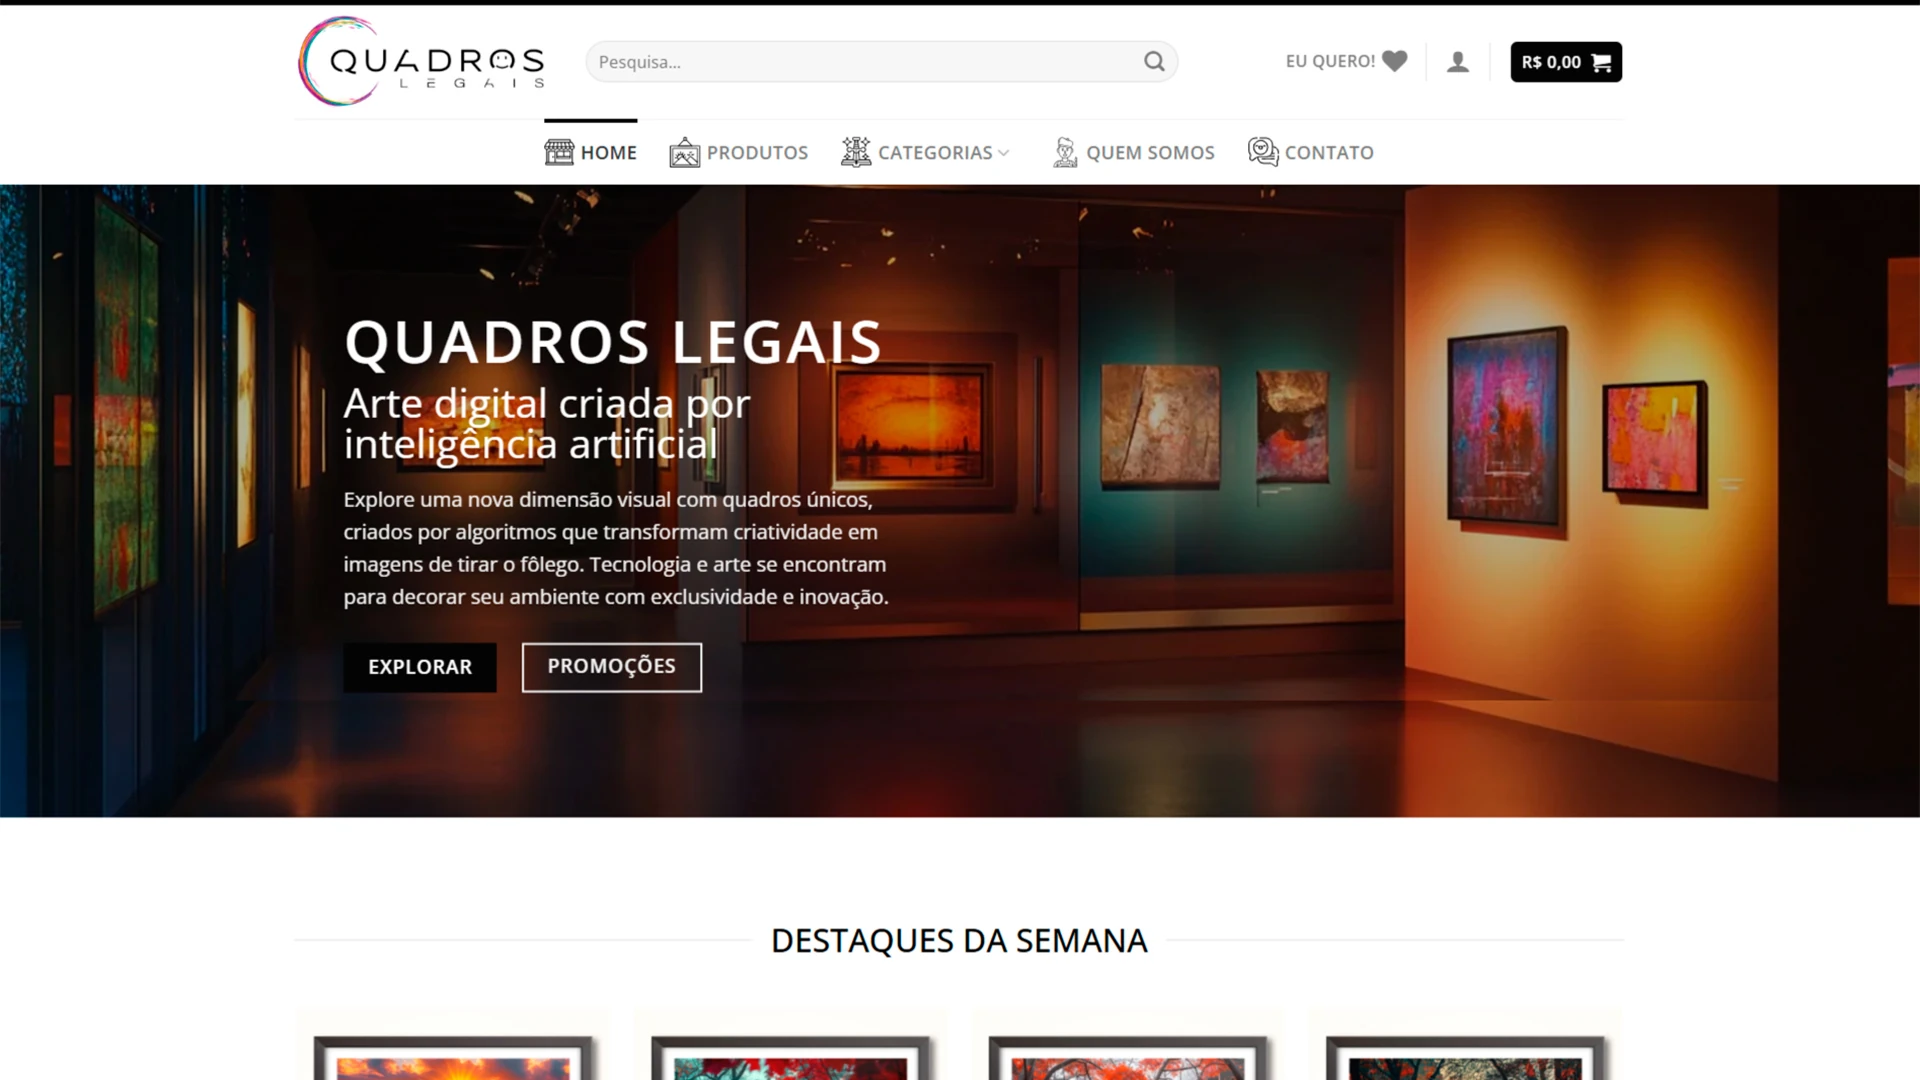 QUADROS
LEGAIS
Pesquisa...
EU QUERO!
R$ 0,00
HOME
PRODUTOS
CATEGORIAS
QUEM SOMOS
CONTATO
QUADROS LEGAIS
Arte digital criada por
inteligência artificial
Explore uma nova dimensão visual com quadros únicos,
criados por algoritmos que transformam criatividade em
imagens de tirar o fôlego. Tecnologia e arte se encontram
para decorar seu ambiente com exclusividade e inovação.
EXPLORAR
PROMOÇÕES
DESTAQUES DA SEMANA